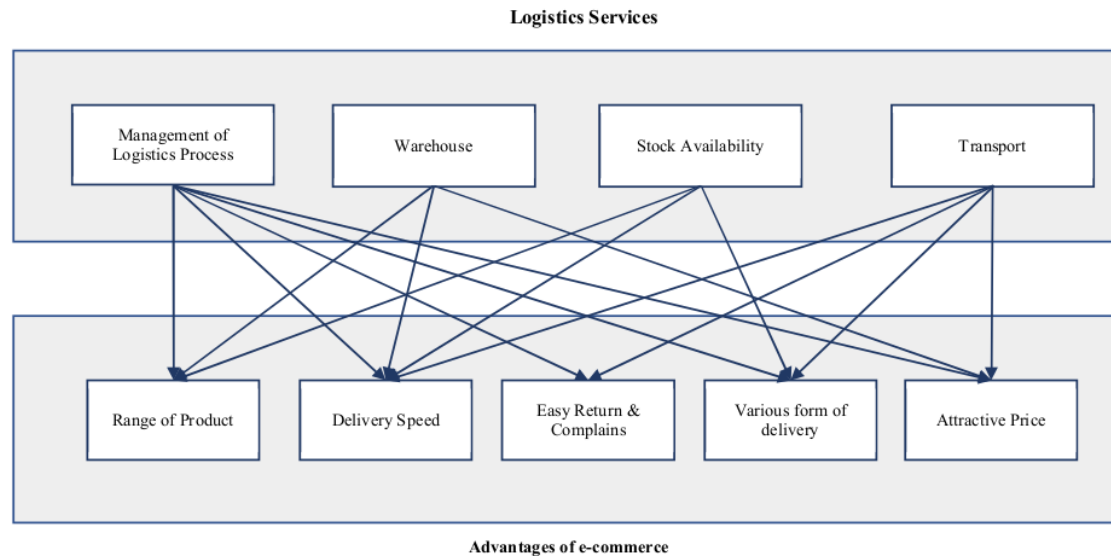 Logistics Services
Management of
Logistics Process
Warehouse
Stock Availability
Transport
Range of Product
Delivery Speed
Easy Return &
Complains
Various form of
delivery
Attractive Price
Advantages of e-commerce